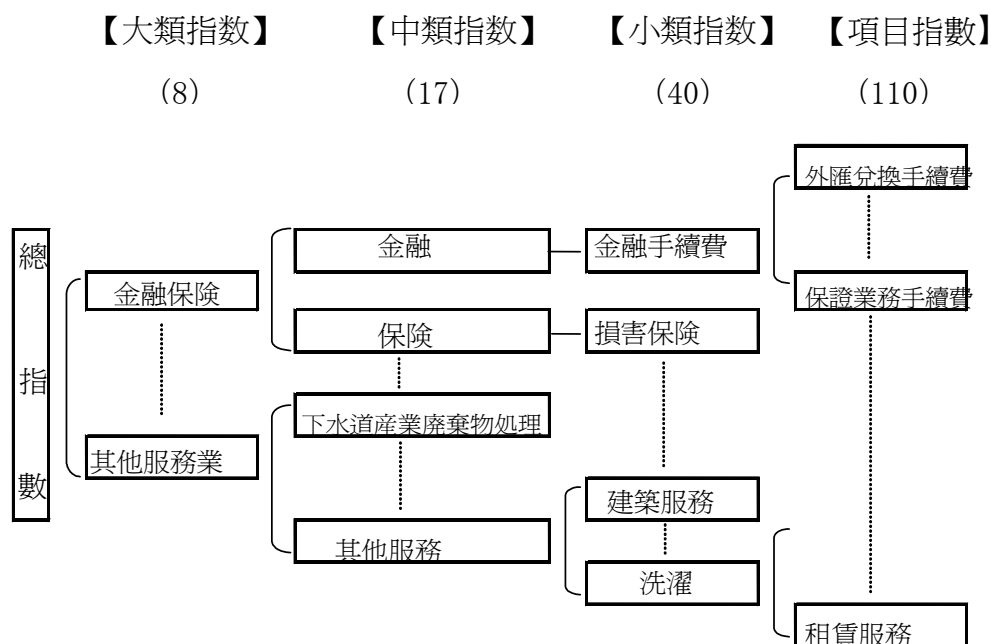 【大類指数】 【中類指数】 【小類指数】 【項目指數】
(8) (17) (40) (110)
外匯兌換手續費
總指數
金融
金融手續費
金融保険
保證業務手續費
保険
損害保険
下水道産業廃棄物処理
其他服務業
建築服務
其他服務
洗濯
租賃服務